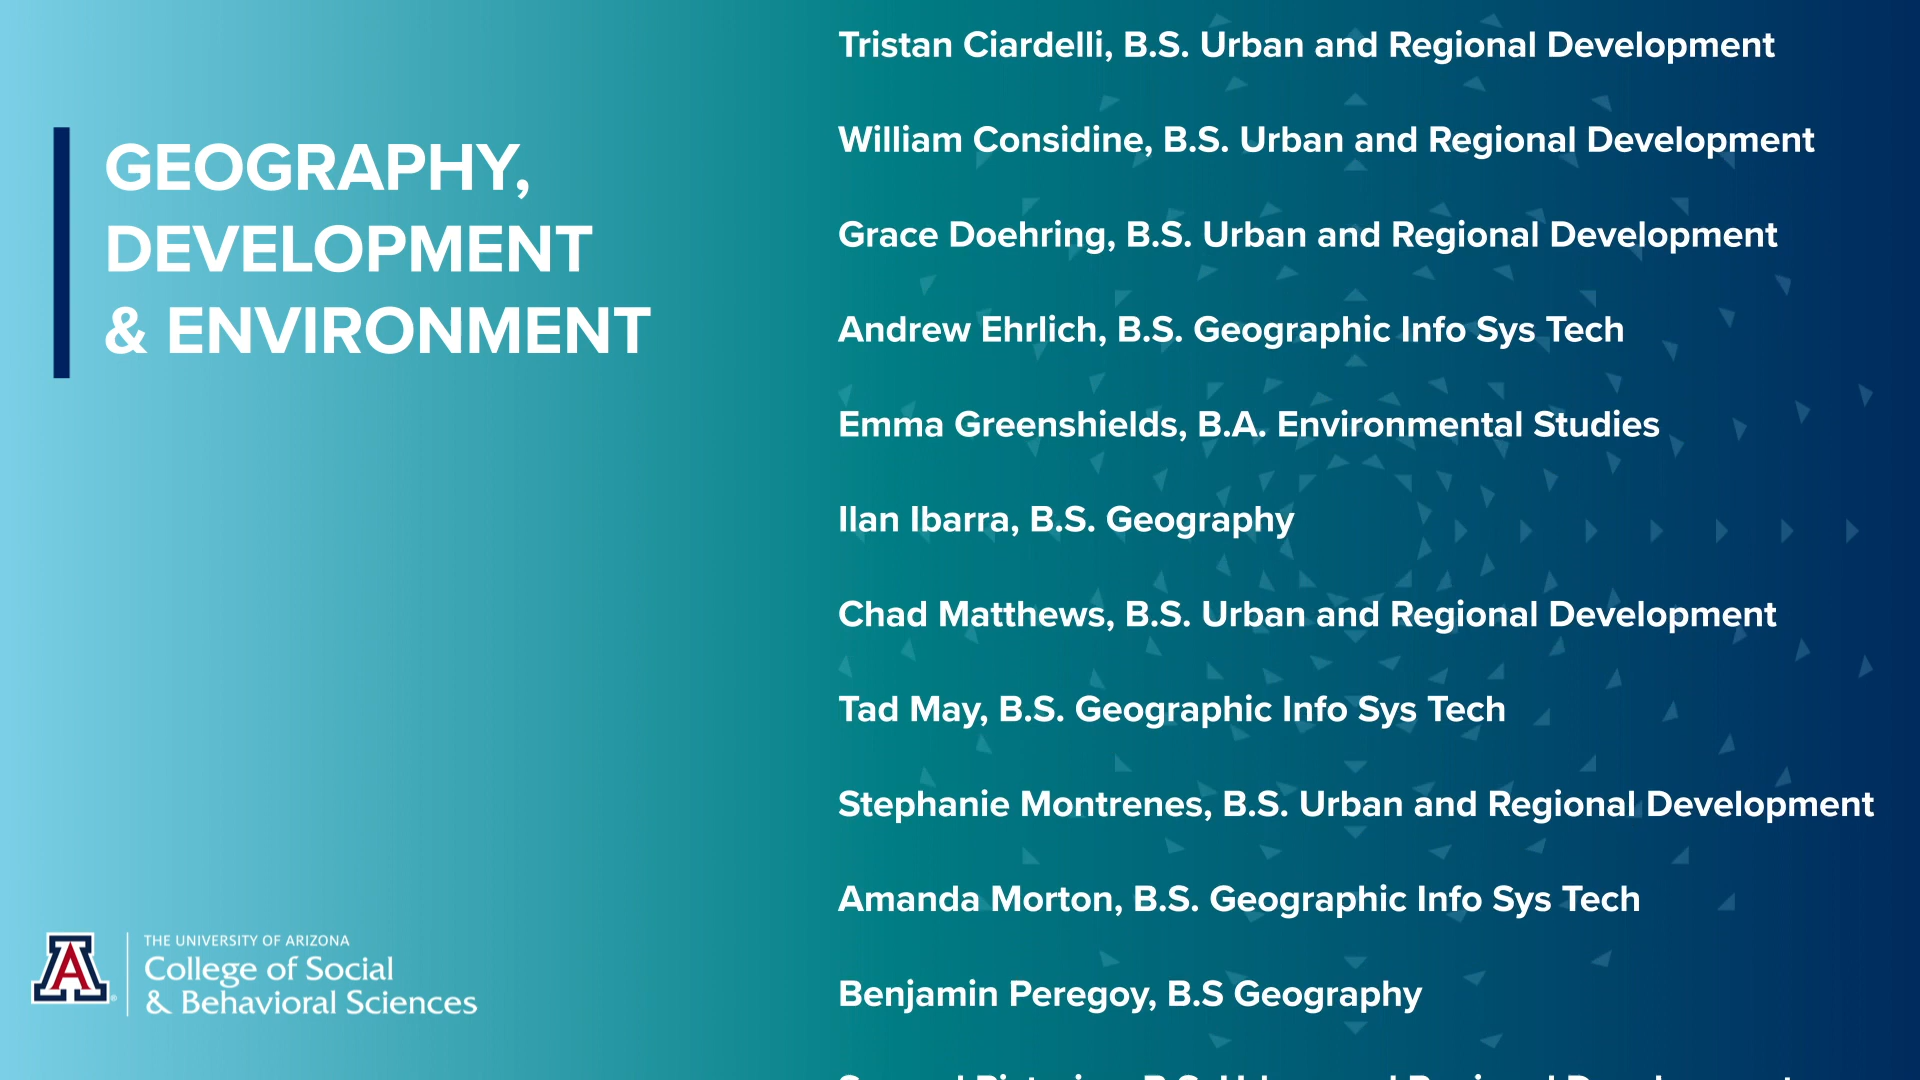 GEOGRAPHY,
DEVELOPMENT
& ENVIRONMENT
Tristan Ciardelli, B.S. Urban and Regional Development
William Considine, B.S. Urban and Regional Development
Grace Doehring, B.S. Urban and Regional Development
Andrew Ehrlich, B.S. Geographic Info Sys Tech
Emma Greenshields, B.A. Environmental Studies
Ilan Ibarra, B.S. Geography
Chad Matthews, B.S. Urban and Regional Development
Tad May, B.S. Geographic Info Sys Tech
Stephanie Montrenes, B.S. Urban and Regional Development
Amanda Morton, B.S. Geographic Info Sys Tech
Benjamin Peregoy, B.S Geography
A
THE UNIVERSITY OF ARIZONA
College of Social
& Behavioral Sciences